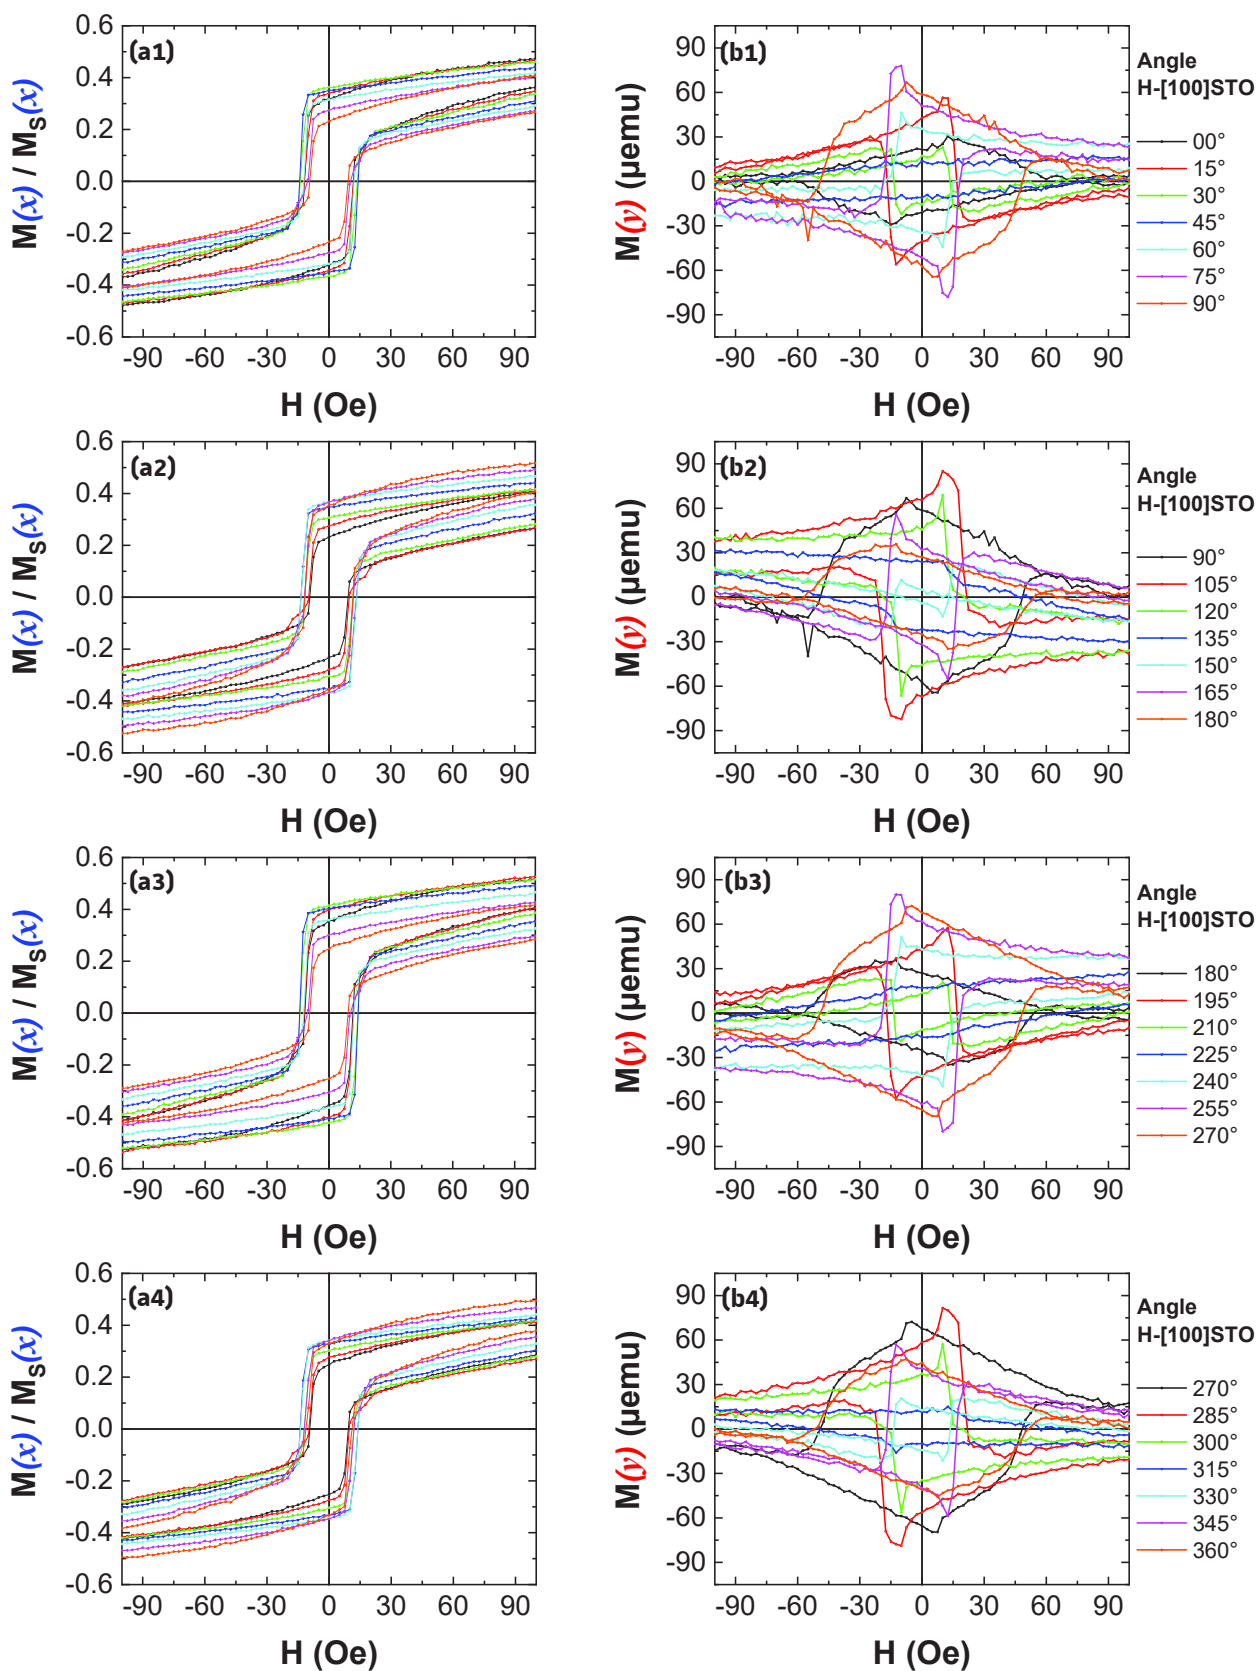 (a1)
M(x) / M_S(x)
0.6
0.4
0.2
0.0
-0.2
-0.4
-0.6
-90 -60 -30 0 30 60 90
H (Oe)
(b1)
M(y) (µemu)
90
60
30
0
-30
-60
-90
-90 -60 -30 0 30 60 90
H (Oe)
Angle
H-[100]STO
00°
15°
30°
45°
60°
75°
90°
(a2)
M(x) / M_S(x)
0.6
0.4
0.2
0.0
-0.2
-0.4
-0.6
-90 -60 -30 0 30 60 90
H (Oe)
(b2)
M(y) (µemu)
90
60
30
0
-30
-60
-90
-90 -60 -30 0 30 60 90
H (Oe)
Angle
H-[100]STO
90°
105°
120°
135°
150°
165°
180°
(a3)
M(x) / M_S(x)
0.6
0.4
0.2
0.0
-0.2
-0.4
-0.6
-90 -60 -30 0 30 60 90
H (Oe)
(b3)
M(y) (µemu)
90
60
30
0
-30
-60
-90
-90 -60 -30 0 30 60 90
H (Oe)
Angle
H-[100]STO
180°
195°
210°
225°
240°
255°
270°
(a4)
M(x) / M_S(x)
0.6
0.4
0.2
0.0
-0.2
-0.4
-0.6
-90 -60 -30 0 30 60 90
H (Oe)
(b4)
M(y) (µemu)
90
60
30
0
-30
-60
-90
-90 -60 -30 0 30 60 90
H (Oe)
Angle
H-[100]STO
270°
285°
300°
315°
330°
345°
360°